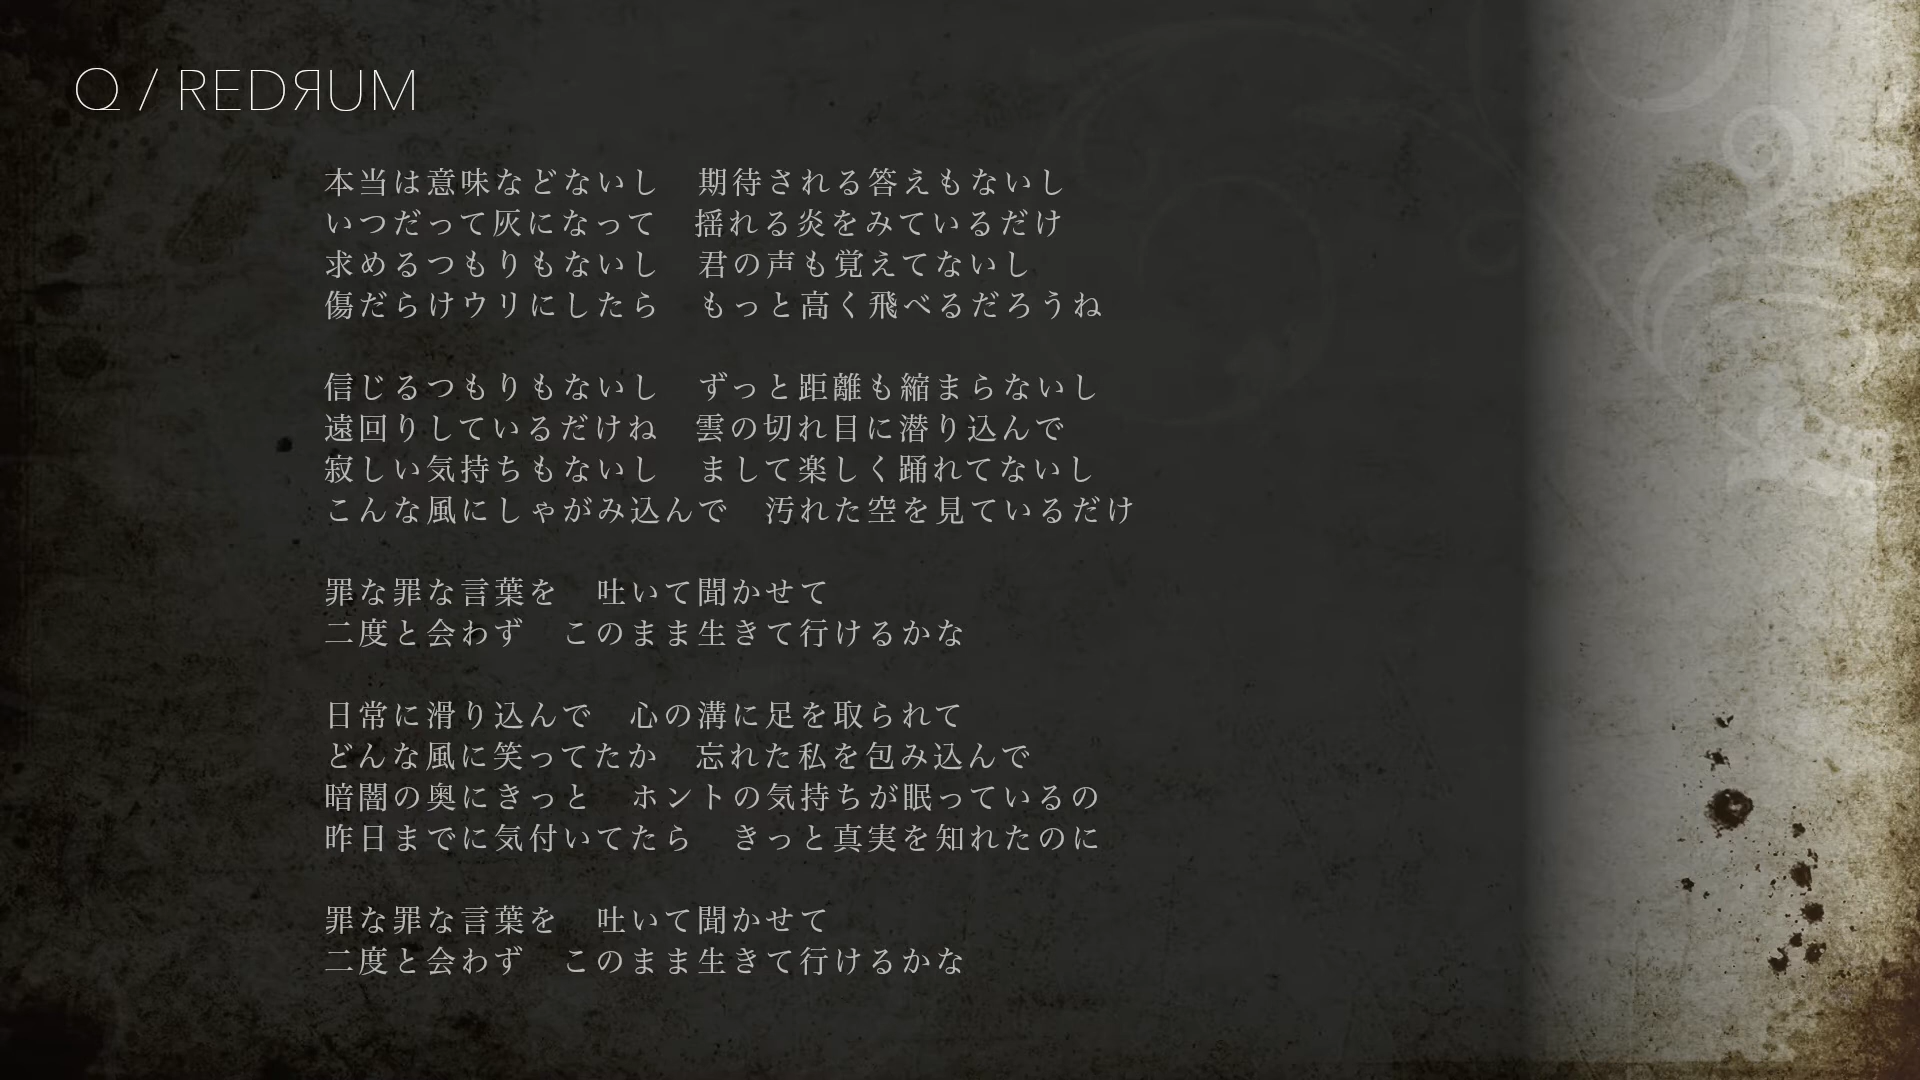 Q / REDЯUM
本当は意味などないし　期待される答えもないし
いつだって灰になって　揺れる炎をみているだけ
求めるつもりもないし　君の声も覚えてないし
傷だらけウリにしたら　もっと高く飛べるだろうね
信じるつもりもないし　ずっと距離も縮まらないし
遠回りしているだけね　雲の切れ目に潜り込んで
寂しい気持ちもないし　まして楽しく踊れてないし
こんな風にしゃがみ込んで　汚れた空を見ているだけ
罪な罪な言葉を　吐いて聞かせて
二度と会わず　このまま生きて行けるかな
日常に滑り込んで　心の溝に足を取られて
どんな風に笑ってたか　忘れた私を包み込んで
暗闇の奥にきっと　ホントの気持ちが眠っているの
昨日までに気付いてたら　きっと真実を知れたのに
罪な罪な言葉を　吐いて聞かせて
二度と会わず　このまま生きて行けるかな